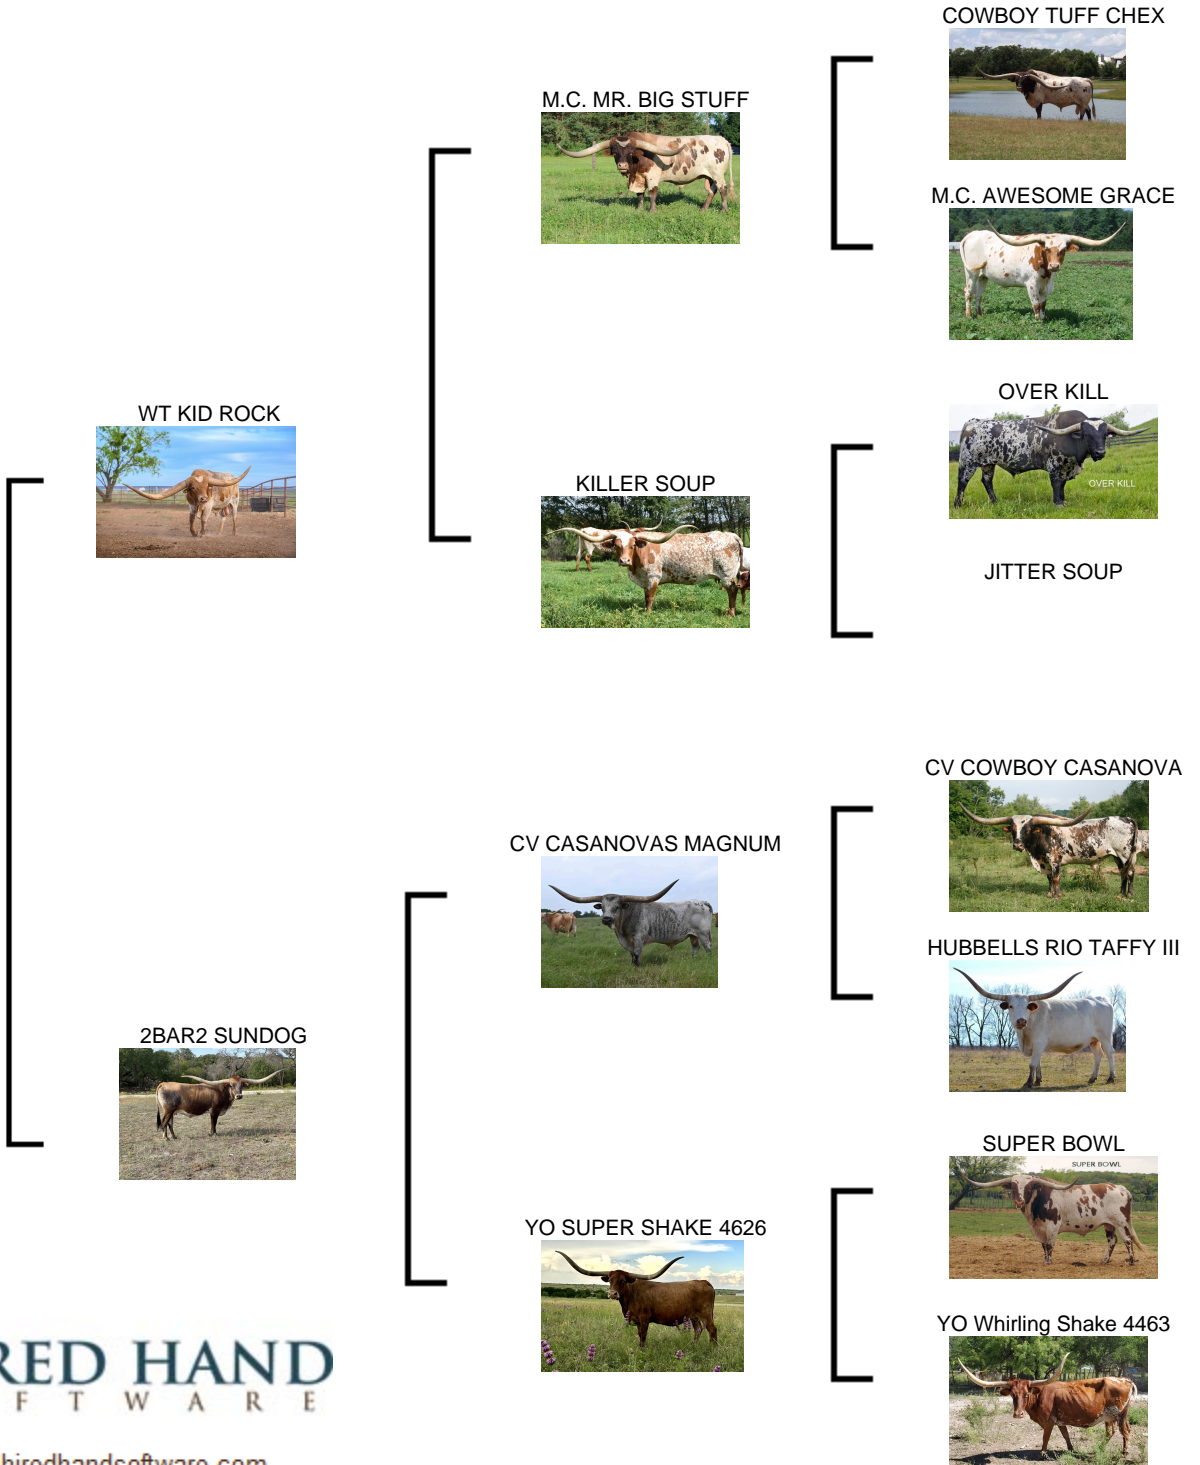 COWBOY TUFF CHEX
M.C. MR. BIG STUFF
M.C. AWESOME GRACE
OVER KILL
OVER KILL
WT KID ROCK
KILLER SOUP
JITTER SOUP
CV COWBOY CASANOVA
CV CASANOVAS MAGNUM
HUBBELLS RIO TAFFY III
2BAR2 SUNDOG
SUPER BOWL
SUPER BOWL
YO SUPER SHAKE 4626
YO Whirling Shake 4463
RED HAND
F T W A R E
hiredhandsoftware.com